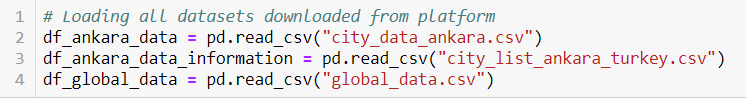 1 # Loading all datasets downloaded from platform
2 df_ankara_data = pd.read_csv("city_data_ankara.csv")
3 df_ankara_data_information = pd.read_csv("city_list_ankara_turkey.csv")
4 df_global_data = pd.read_csv("global_data.csv")